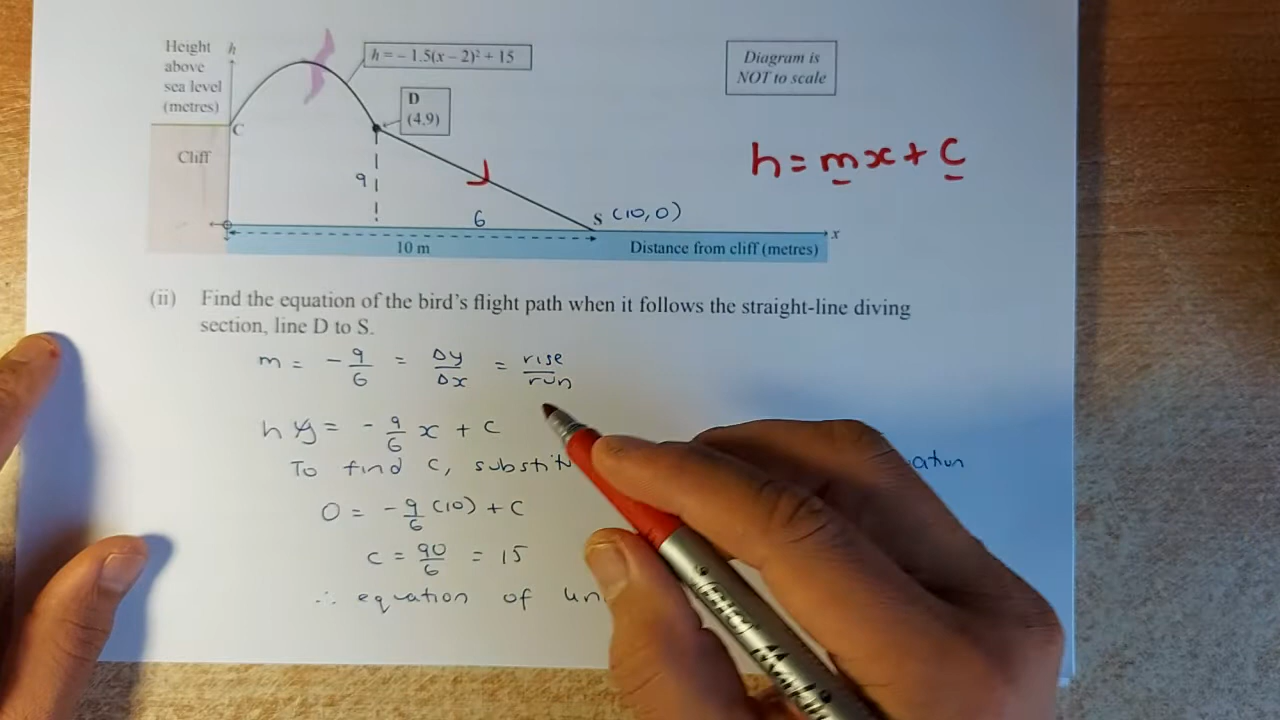 Height h
above
sea level
(metres)
h = – 1.5(x – 2)² + 15
Diagram is
NOT to scale
D
(4,9)
C
Cliff
h = mx + c
9
6
S (10,0)
x
10 m
Distance from cliff (metres)
(ii) Find the equation of the bird's flight path when it follows the straight-line diving
section, line D to S.
m = - 9/6 = Δy/Δx = rise/run
h y = - 9/6 x + c
To find c,
0 = - 9/6 (10) + c
c = 90/6 = 15
∴ equation of